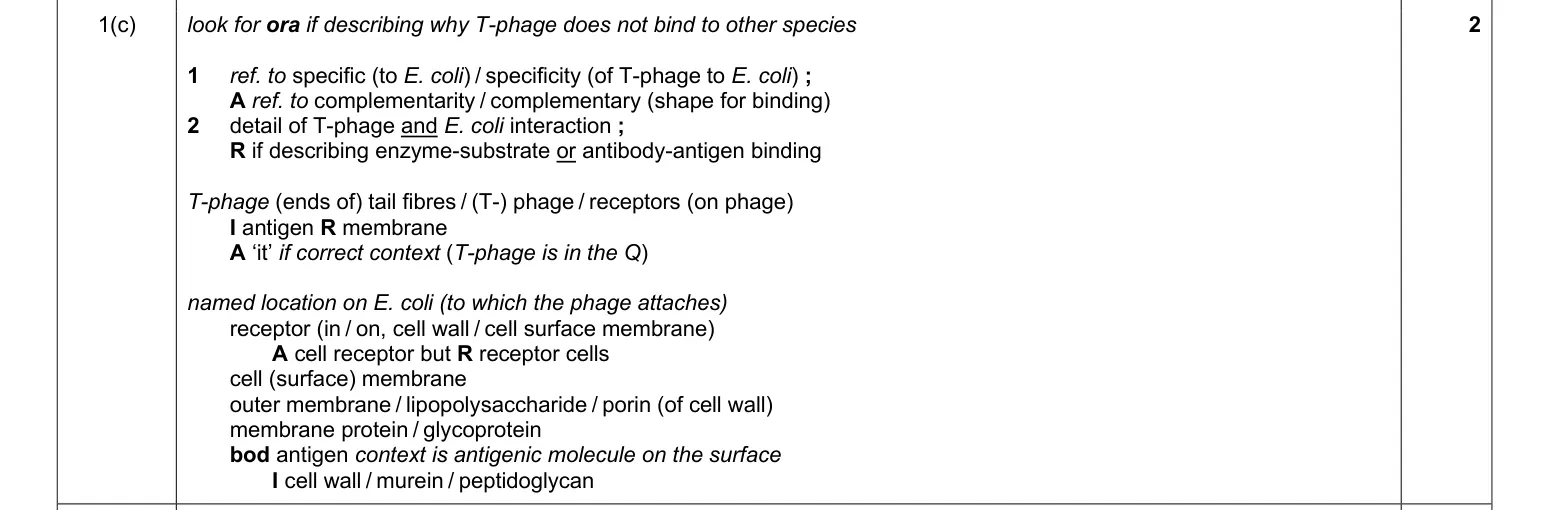 1(c) look for ora if describing why T-phage does not bind to other species 2
1 ref. to specific (to E. coli) / specificity (of T-phage to E. coli) ;
A ref. to complementarity / complementary (shape for binding)
2 detail of T-phage and E. coli interaction ;
R if describing enzyme-substrate or antibody-antigen binding
T-phage (ends of) tail fibres / (T-) phage / receptors (on phage)
I antigen R membrane
A ‘it’ if correct context (T-phage is in the Q)
named location on E. coli (to which the phage attaches)
receptor (in / on, cell wall / cell surface membrane)
A cell receptor but R receptor cells
cell (surface) membrane
outer membrane / lipopolysaccharide / porin (of cell wall)
membrane protein / glycoprotein
bod antigen context is antigenic molecule on the surface
I cell wall / murein / peptidoglycan